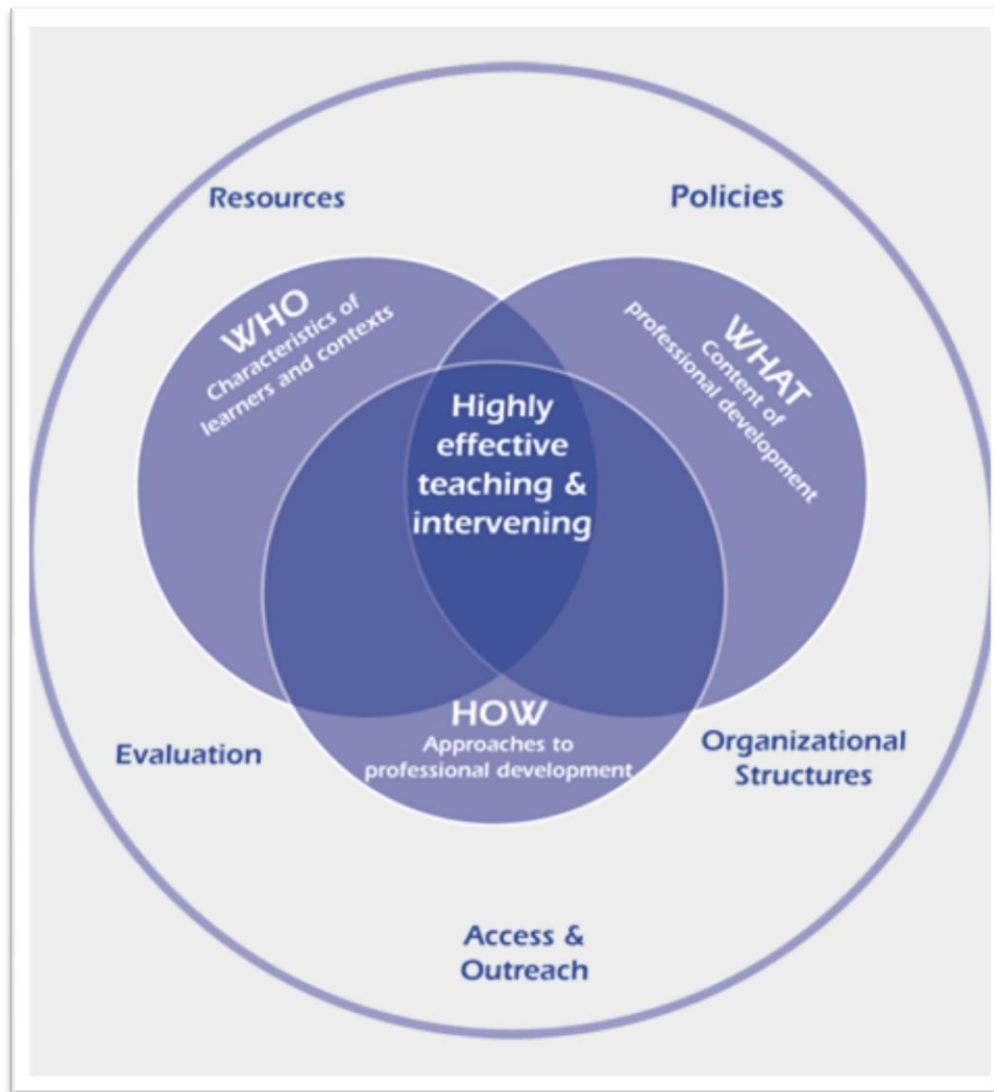 Resources
Policies
WHO
Characteristics of
learners and contexts
WHAT
Content of
professional development
Highly
effective
teaching &
intervening
HOW
Approaches to
professional development
Evaluation
Organizational
Structures
Access &
Outreach